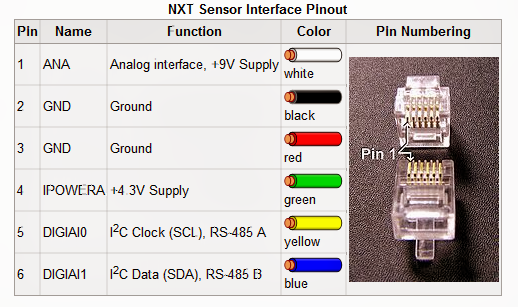 NXT Sensor Interface Pinout
Pin Name Function Color Pin Numbering
1 ANA Analog interface, +9V Supply white
2 GND Ground black
3 GND Ground red
4 IPOWERA +4.3V Supply green
5 DIGIAI0 I²C Clock (SCL), RS-485 A yellow
6 DIGIAI1 I²C Data (SDA), RS-485 B blue
Pin 1